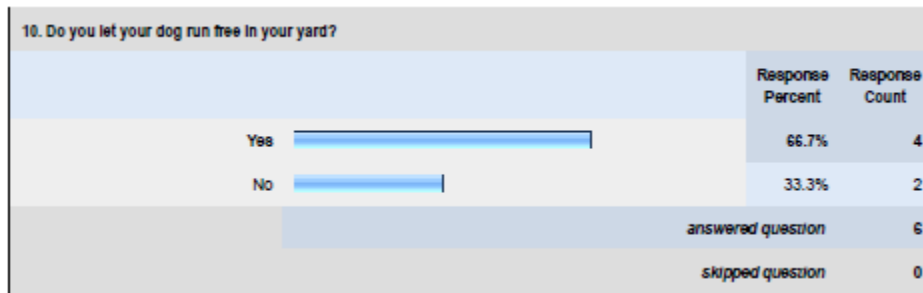 10. Do you let your dog run free in your yard?
Response Percent Response Count
Yes 66.7% 4
No 33.3% 2
answered question 6
skipped question 0